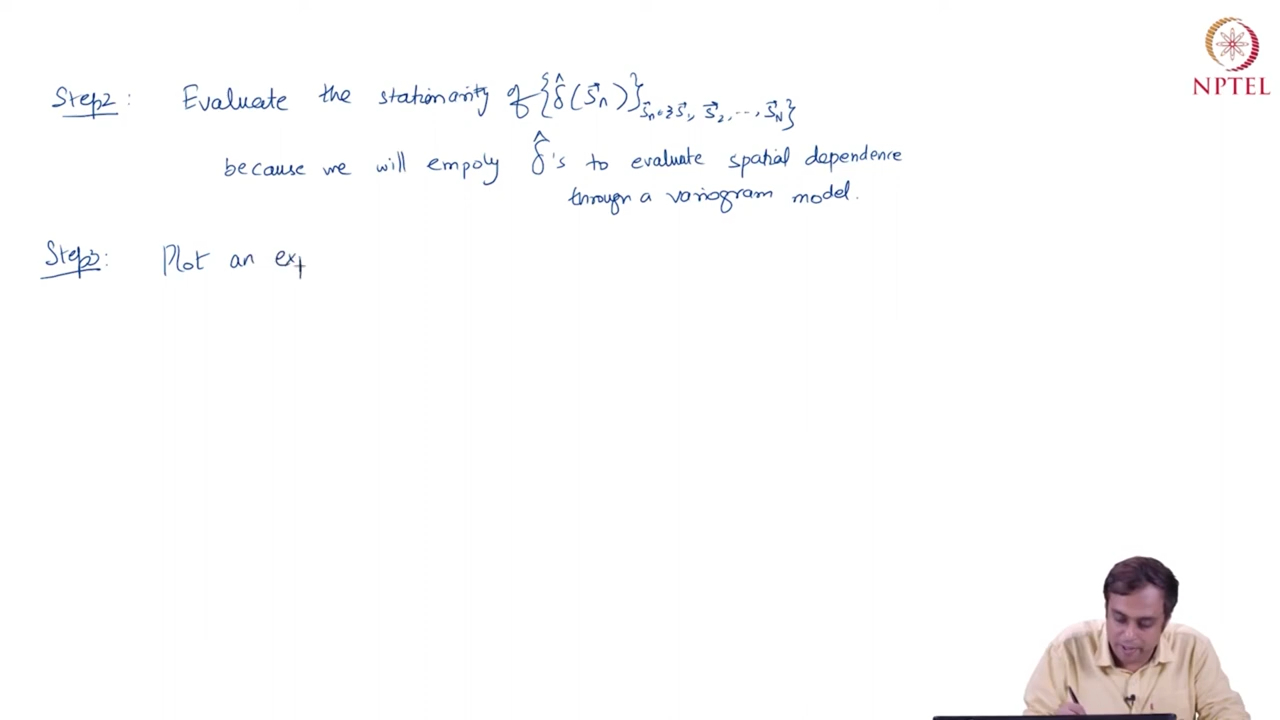 NPTEL
Step2: Evaluate the stationarity of {δ̂(s⃗n)}s⃗n∈{s⃗1, s⃗2, ..., s⃗N}
because we will empoly δ̂'s to evaluate spatial dependence
through a variogram model.
Step3: Plot an exp